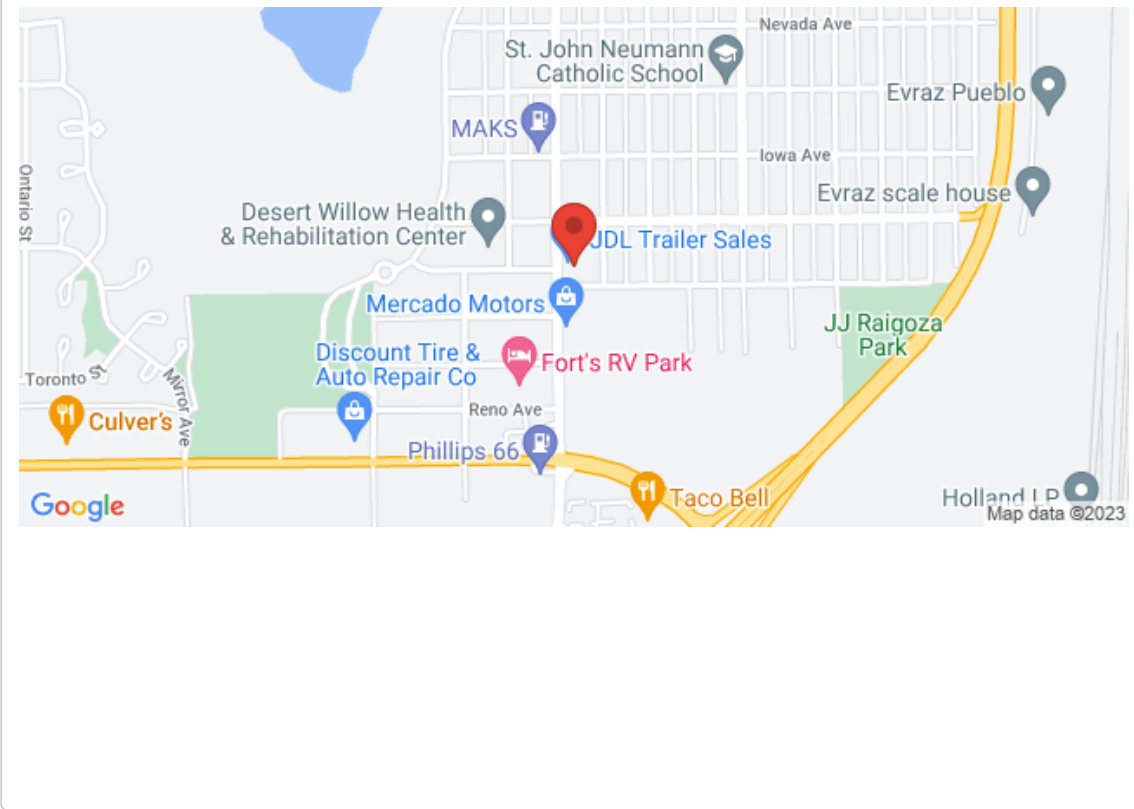 Nevada Ave
St. John Neumann
Catholic School
Evraz Pueblo
MAKS
Iowa Ave
Ontario St
Evraz scale house
Desert Willow Health
& Rehabilitation Center
JDL Trailer Sales
Mercado Motors
JJ Raigoza
Park
Discount Tire &
Auto Repair Co
Fort's RV Park
Toronto St
Mirror Ave
Culver's
Reno Ave
Phillips 66
Taco Bell
Holland LP
Google
Map data ©2023